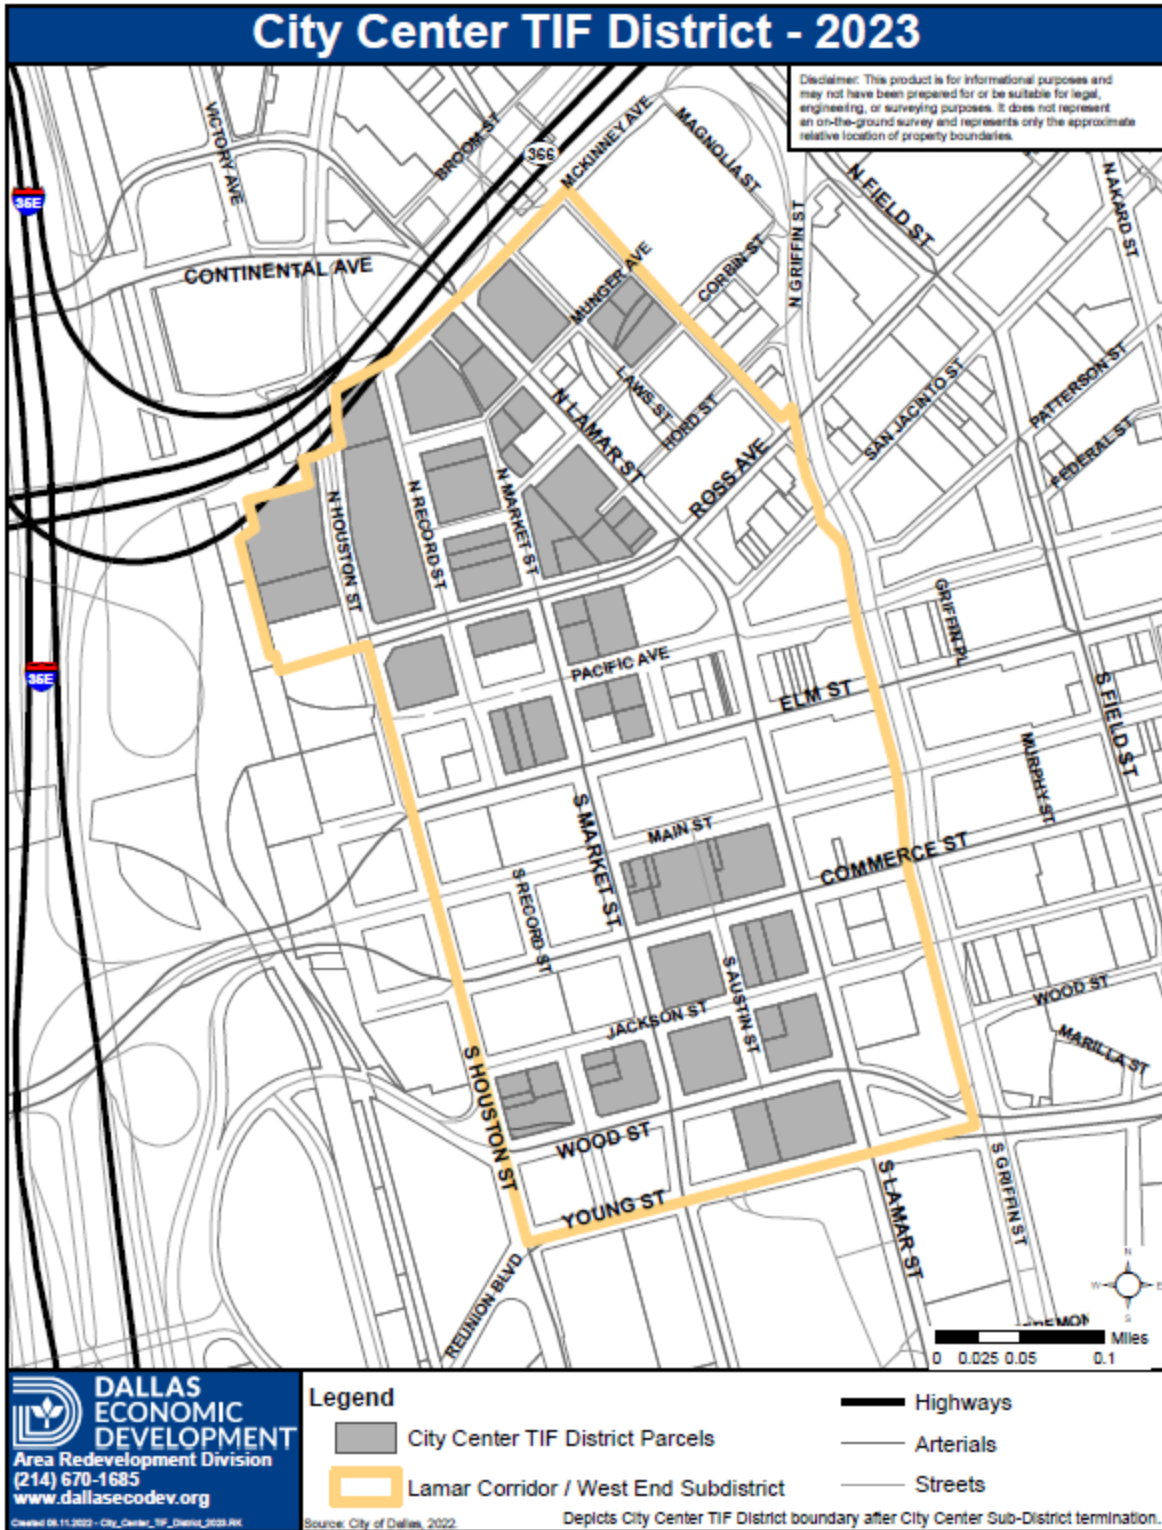 City Center TIF District - 2023
Disclaimer: This product is for informational purposes and
may not have been prepared for or be suitable for legal,
engineering, or surveying purposes. It does not represent
an on-the-ground survey and represents only the approximate
relative location of property boundaries.
VICTORY AVE
BROOM ST
366
MCKINNEY AVE
MAGNOLIA ST
N FIELD ST
N AKARD ST
35E
CONTINENTAL AVE
MUNGER AVE
CORBIN ST
N GRIFFIN ST
LAWS ST
HORD ST
N LAMAR ST
ROSS AVE
SAN JACINTO ST
PATTERSON ST
FEDERAL ST
N HOUSTON ST
N RECORD ST
N MARKET ST
GRIFFIN PL
35E
PACIFIC AVE
ELM ST
S FIELD ST
MURPHY ST
S MARKET ST
MAIN ST
COMMERCE ST
S RECORD ST
S AUSTIN ST
JACKSON ST
WOOD ST
MARILLA ST
S HOUSTON ST
WOOD ST
YOUNG ST
S LAMAR ST
S GRIFFIN ST
REUNION BLVD
N
W
E
S
Miles
0 0.025 0.05 0.1
DALLAS
ECONOMIC
DEVELOPMENT
Area Redevelopment Division
(214) 670-1685
www.dallasecodev.org
Created 08.11.2022 - City_Center_TIF_District_2023.RK
Legend
City Center TIF District Parcels
Lamar Corridor / West End Subdistrict
Highways
Arterials
Streets
Source: City of Dallas, 2022.
Depicts City Center TIF District boundary after City Center Sub-District termination.